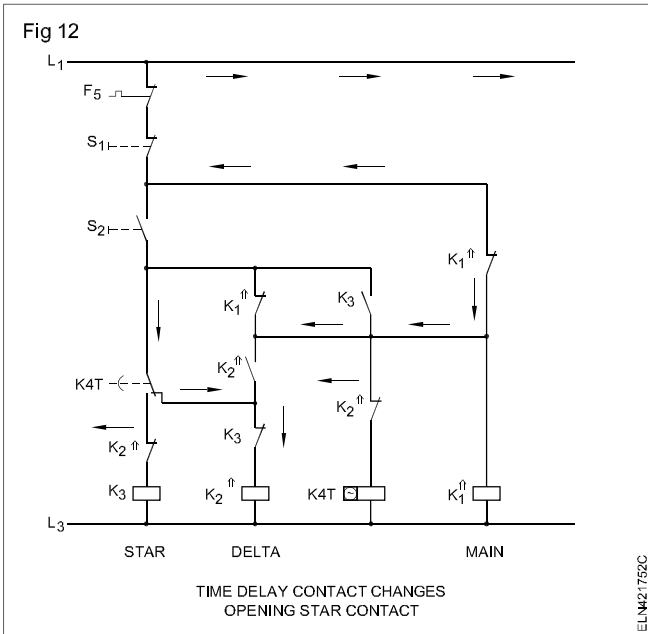 Fig 12
L1
F5
S1
S2
K1
K1
K3
K2
K4T
K2
K2
K3
K3
K2
K4T
~
K1
L3
STAR
DELTA
MAIN
TIME DELAY CONTACT CHANGES
OPENING STAR CONTACT
ELN421752C